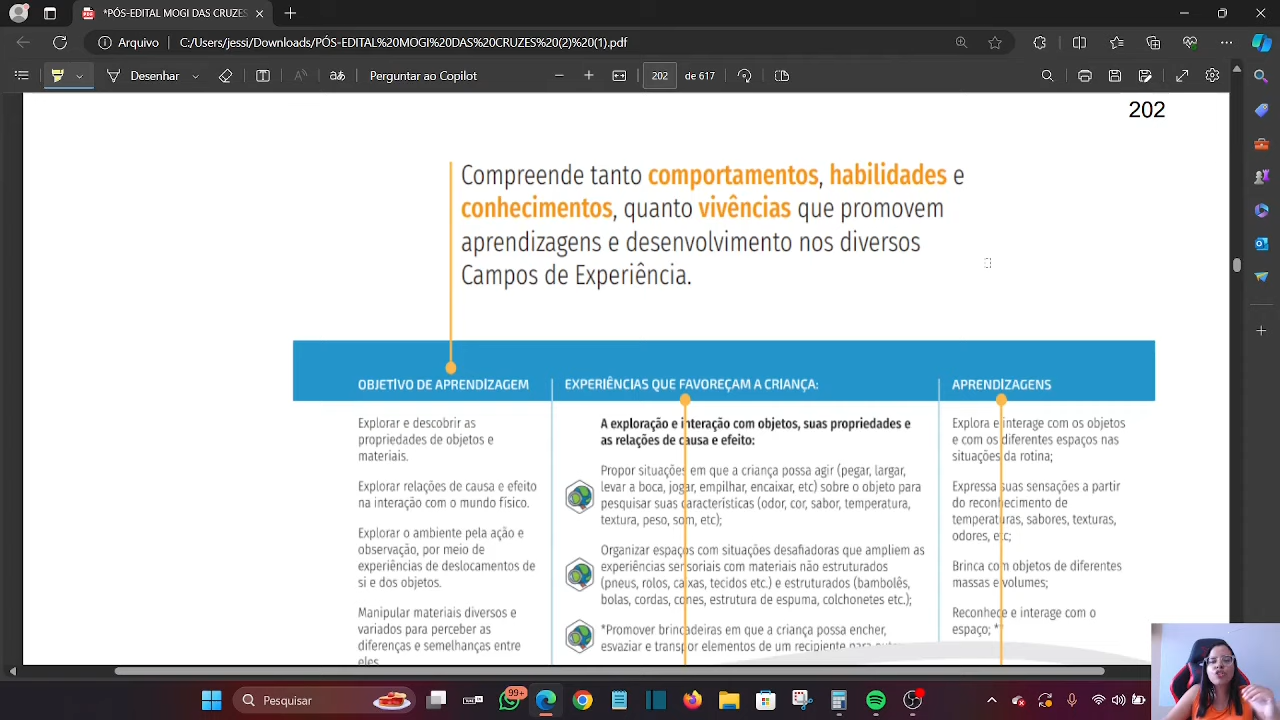 *PÓS-EDITAL MOGI DAS CRUZES
Arquivo C:/Users/jessi/Downloads/PÓS-EDITAL%20MOGI%20DAS%20CRUZES%20(2)%20(1).pdf
Desenhar
Perguntar ao Copilot
202 de 617
202
Compreende tanto comportamentos, habilidades e
conhecimentos, quanto vivências que promovem
aprendizagens e desenvolvimento nos diversos
Campos de Experiência.
OBJETIVO DE APRENDIZAGEM
EXPERIÊNCIAS QUE FAVOREÇAM A CRIANÇA:
APRENDIZAGENS
Explorar e descobrir as
propriedades de objetos e
materiais.
Explorar relações de causa e efeito
na interação com o mundo físico.
Explorar o ambiente pela ação e
observação, por meio de
experiências de deslocamentos de
si e dos objetos.
Manipular materiais diversos e
variados para perceber as
diferenças e semelhanças entre
eles.
A exploração e interação com objetos, suas propriedades e
as relações de causa e efeito:
Propor situações em que a criança possa agir (pegar, largar,
levar a boca, jogar, empilhar, encaixar, etc) sobre o objeto para
pesquisar suas características (odor, cor, sabor, temperatura,
textura, peso, som, etc);
Organizar espaços com situações desafiadoras que ampliem as
experiências sensoriais com materiais não estruturados
(pneus, rolos, caixas, tecidos etc.) e estruturados (bambolês,
bolas, cordas, cones, estrutura de espuma, colchonetes etc.);
*Promover brincadeiras em que a criança possa encher,
esvaziar e transpor elementos de um recipiente para
Explora e interage com os objetos
e com os diferentes espaços nas
situações da rotina;
Expressa suas sensações a partir
do reconhecimento de
temperaturas, sabores, texturas,
odores, etc;
Brinca com objetos de diferentes
massas e volumes;
Reconhece e interage com o
espaço; **
Pesquisar
99+